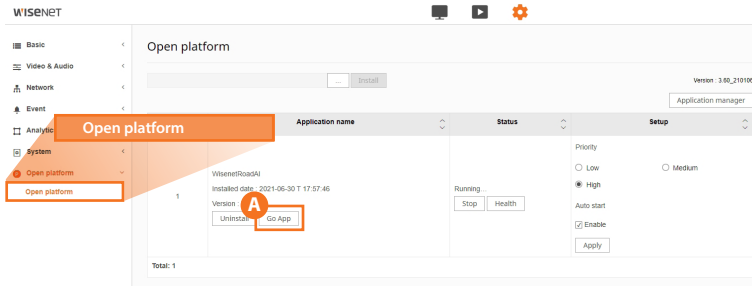 WISENET
Basic
Video & Audio
Network
Event
Analytic
System
Open platform
Open platform
Open platform
Open platform
...
Install
Version : 3.60_210106
Application manager
Application name
Status
Setup
1
WisenetRoadAI
Installed date : 2021-06-30 T 17:57:46
Version :
Uninstall
Go App
A
Running...
Stop
Health
Priority
Low
Medium
High
Auto start
Enable
Apply
Total: 1